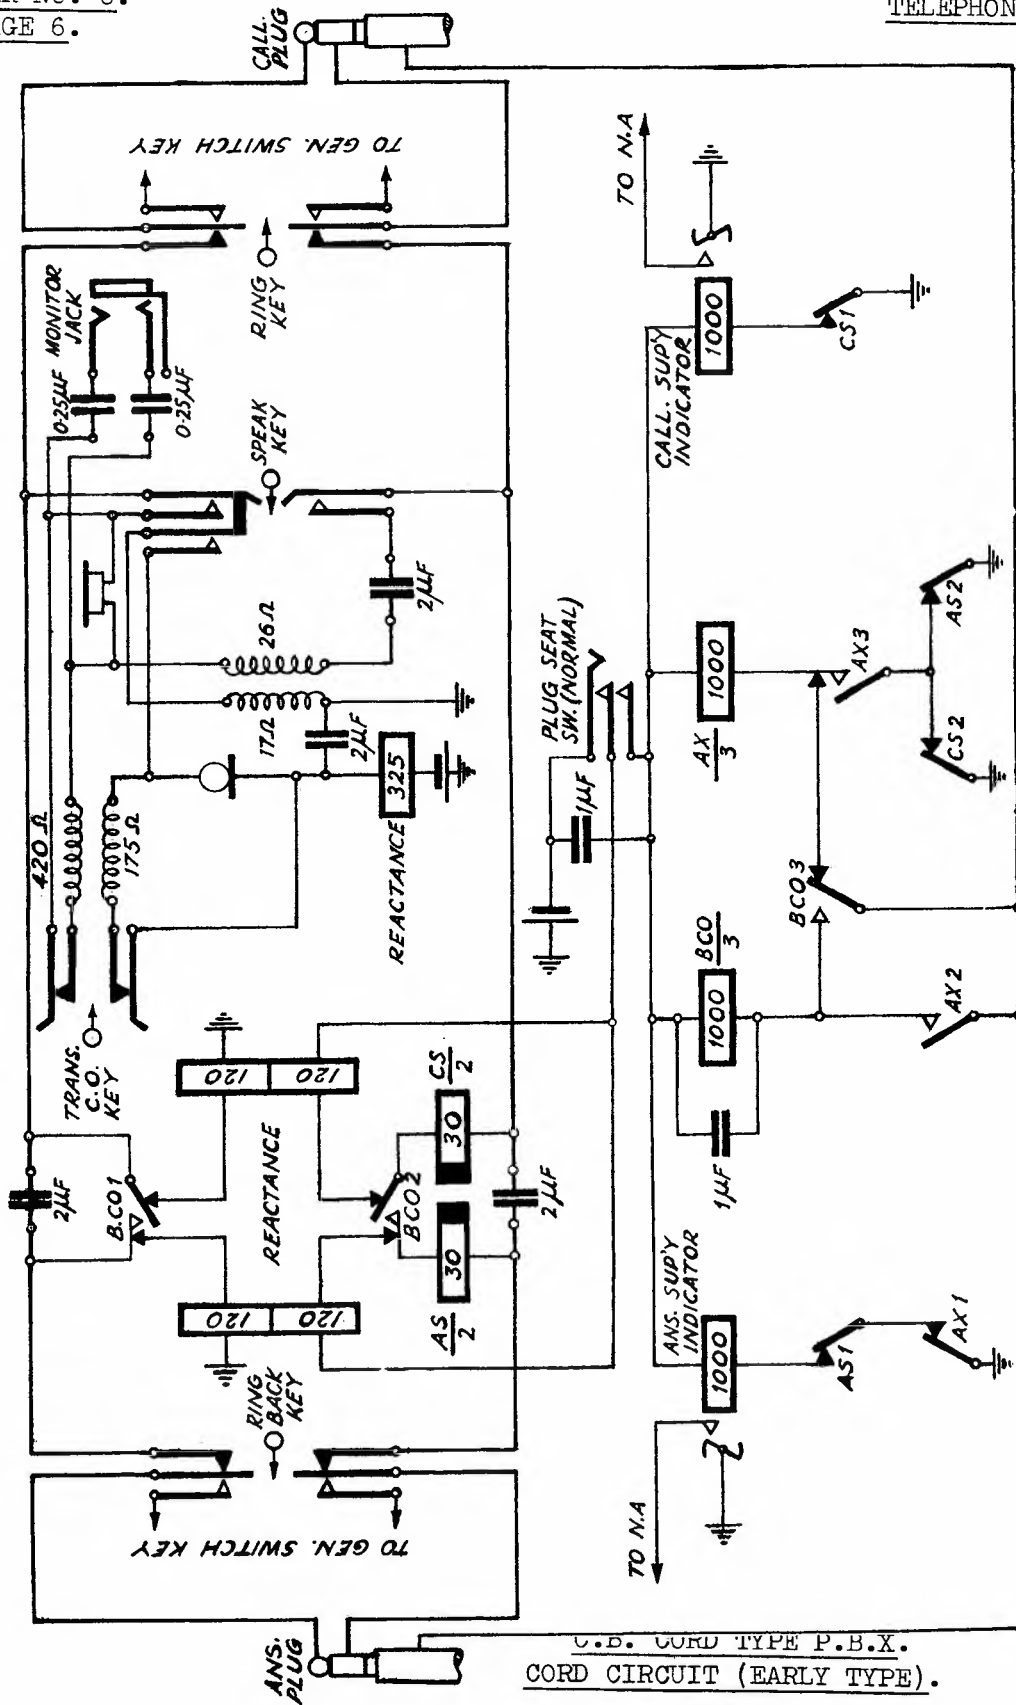 PAGE 6.
TELEPHON
CALL.
PLUG
TO GEN. SWITCH KEY
RING
KEY
MONITOR
JACK
0.25µF
0.25µF
SPEAK
KEY
2µF
26Ω
17Ω
2µF
325
REACTANCE
420 Ω
175Ω
TRANS.
C.O.
KEY
120
120
120
120
REACTANCE
2µF
B.CO1
BCO2
CS
2
30
30
AS
2
2µF
RING
BACK
KEY
TO GEN. SWITCH KEY
ANS.
PLUG
TO N.A
CALL. SUP'Y
INDICATOR
1000
CS1
PLUG SEAT
SW. (NORMAL)
1µF
AX
3
1000
AX3
AS2
CS2
BCO3
BCO
3
1000
1µF
AX2
ANS. SUP'Y
INDICATOR
1000
AS1
AX1
TO N.A
C.B. CORD TYPE P.B.X.
CORD CIRCUIT (EARLY TYPE).